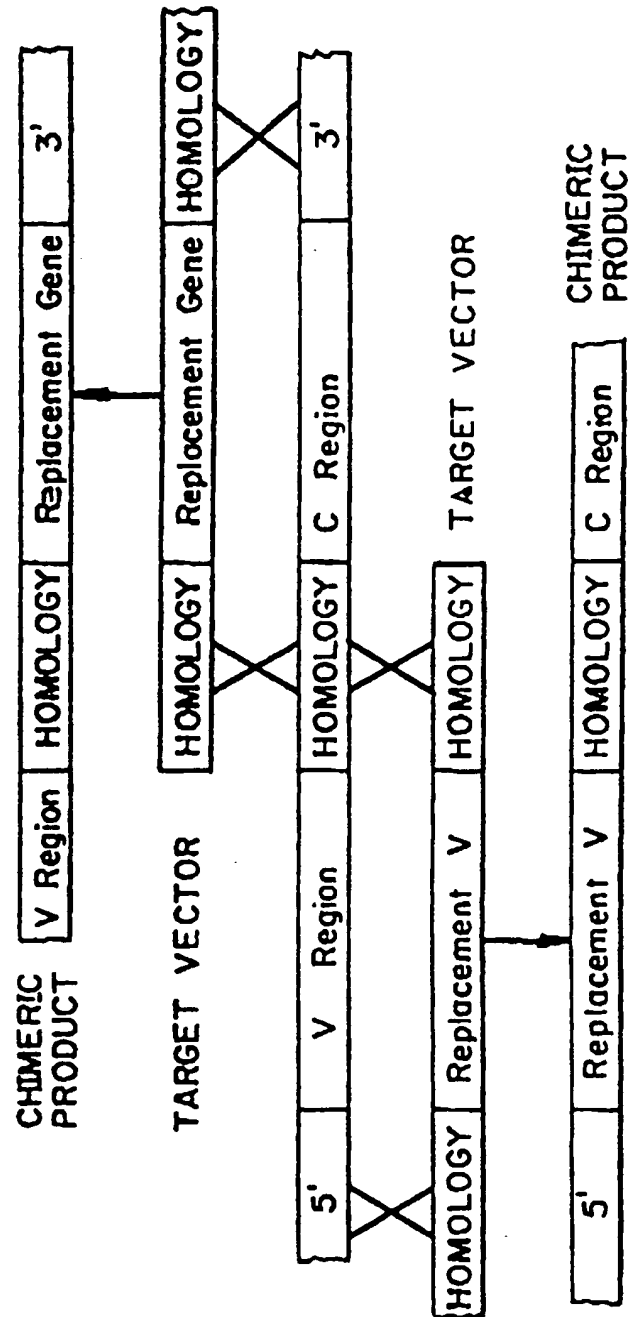 CHIMERIC
PRODUCT
V Region HOMOLOGY Replacement Gene 3'
TARGET VECTOR
HOMOLOGY Replacement Gene HOMOLOGY
5' V Region HOMOLOGY C Region 3'
HOMOLOGY Replacement V HOMOLOGY
TARGET VECTOR
5' Replacement V HOMOLOGY C Region
CHIMERIC
PRODUCT